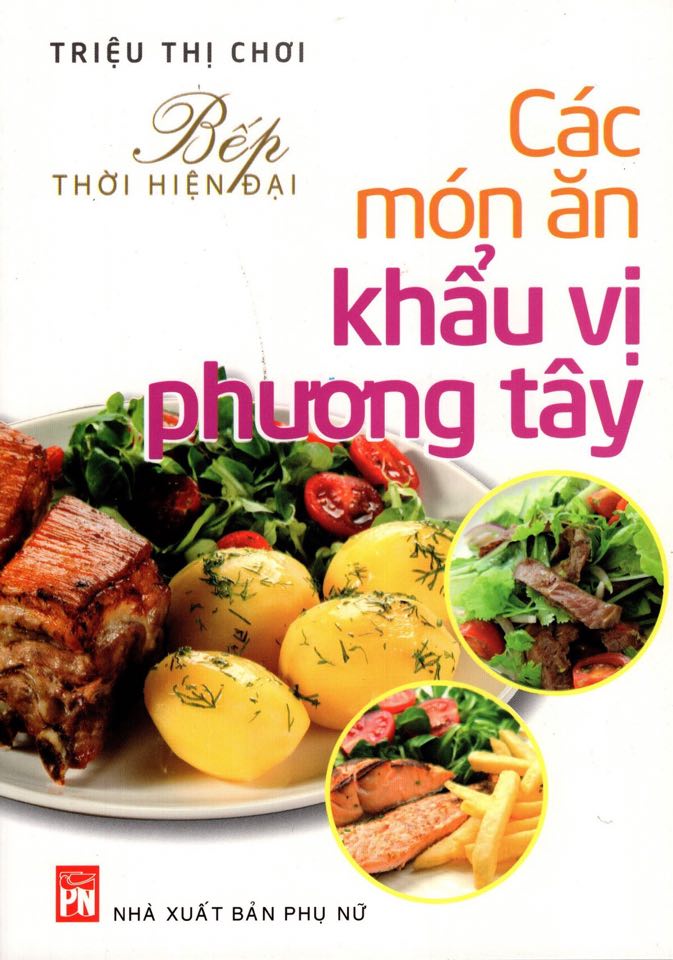 TRIỆU THỊ CHƠI
Bếp
THỜI HIỆN ĐẠI
Các
món ăn
khẩu vị
phương tây
PN
NHÀ XUẤT BẢN PHỤ NỮ